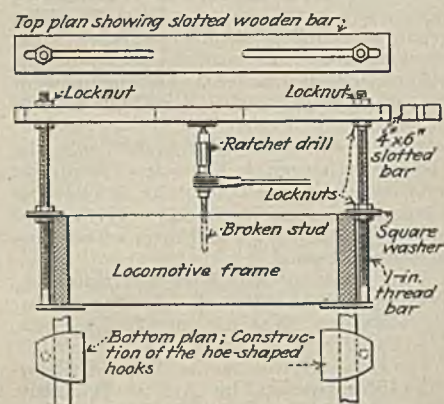 Top plan showing slotted wooden bar
Locknut
Locknut
4"x6"
slotted
bar
Ratchet drill
Locknuts
Broken stud
Square
washer
Locomotive frame
1-in.
thread
bar
Bottom plan; Construc-
tion of the hoe-shaped
hooks